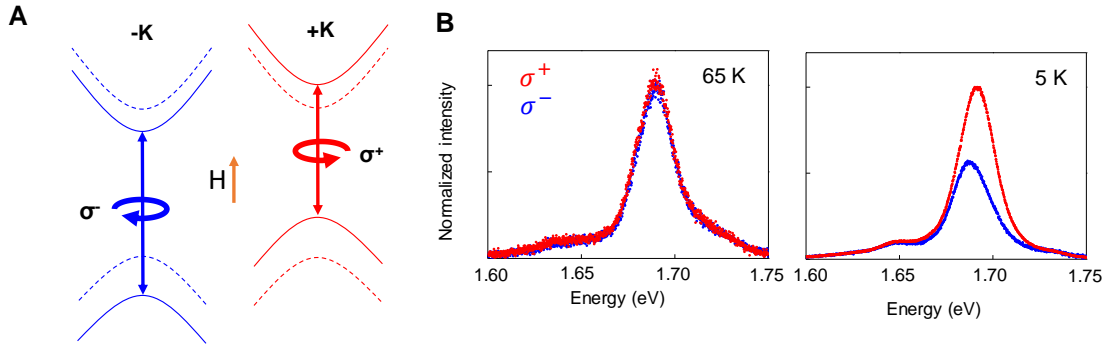 A
-K
+K
σ⁻
H
σ⁺
B
σ⁺
σ⁻
65 K
5 K
Normalized intensity
1.60
1.65
1.70
1.75
1.60
1.65
1.70
1.75
Energy (eV)
Energy (eV)